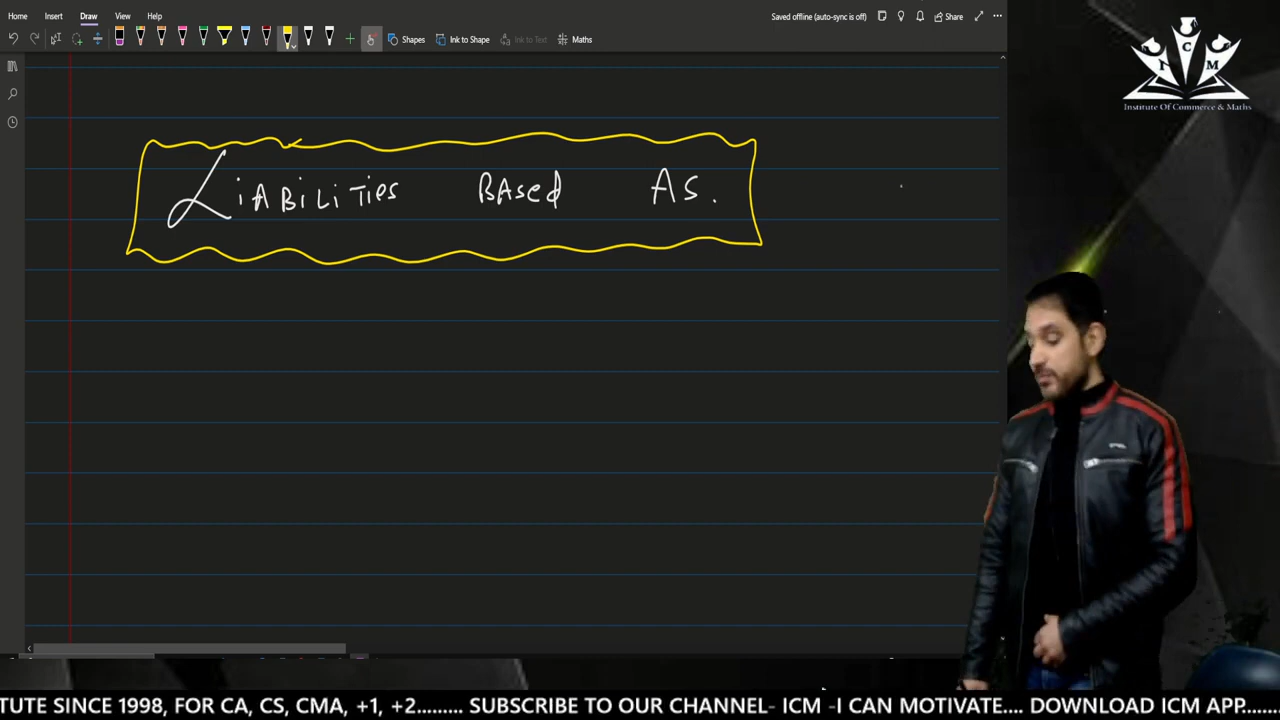 Home Insert Draw View Help
Saved offline (auto-sync is off) Share
Shapes Ink to Shape Ink to Text Maths
LiABiLiTies BAsed AS.
I C M
Institute Of Commerce & Maths
TUTE SINCE 1998, FOR CA, CS, CMA, +1, +2......... SUBSCRIBE TO OUR CHANNEL- ICM -I CAN MOTIVATE.... DOWNLOAD ICM APP......